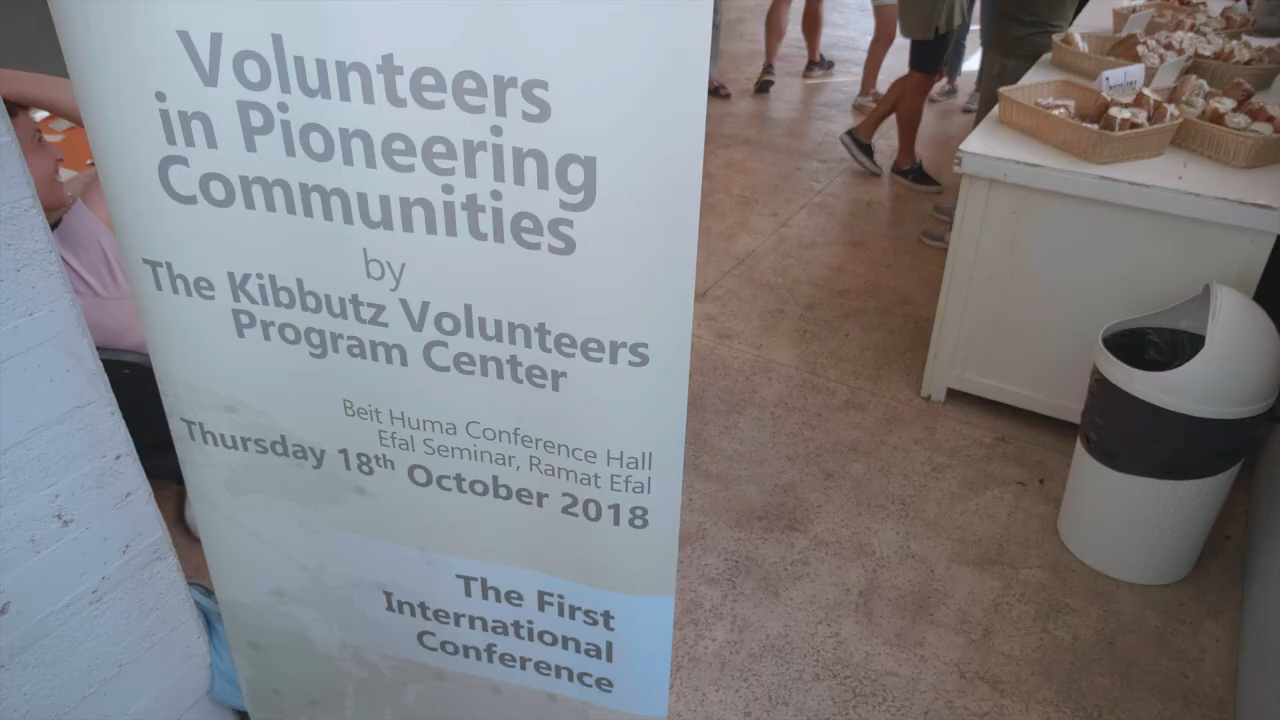 Volunteers
in Pioneering
Communities
by
The Kibbutz Volunteers
Program Center
Beit Huma Conference Hall
Efal Seminar, Ramat Efal
Thursday 18th October 2018
The First
International
Conference